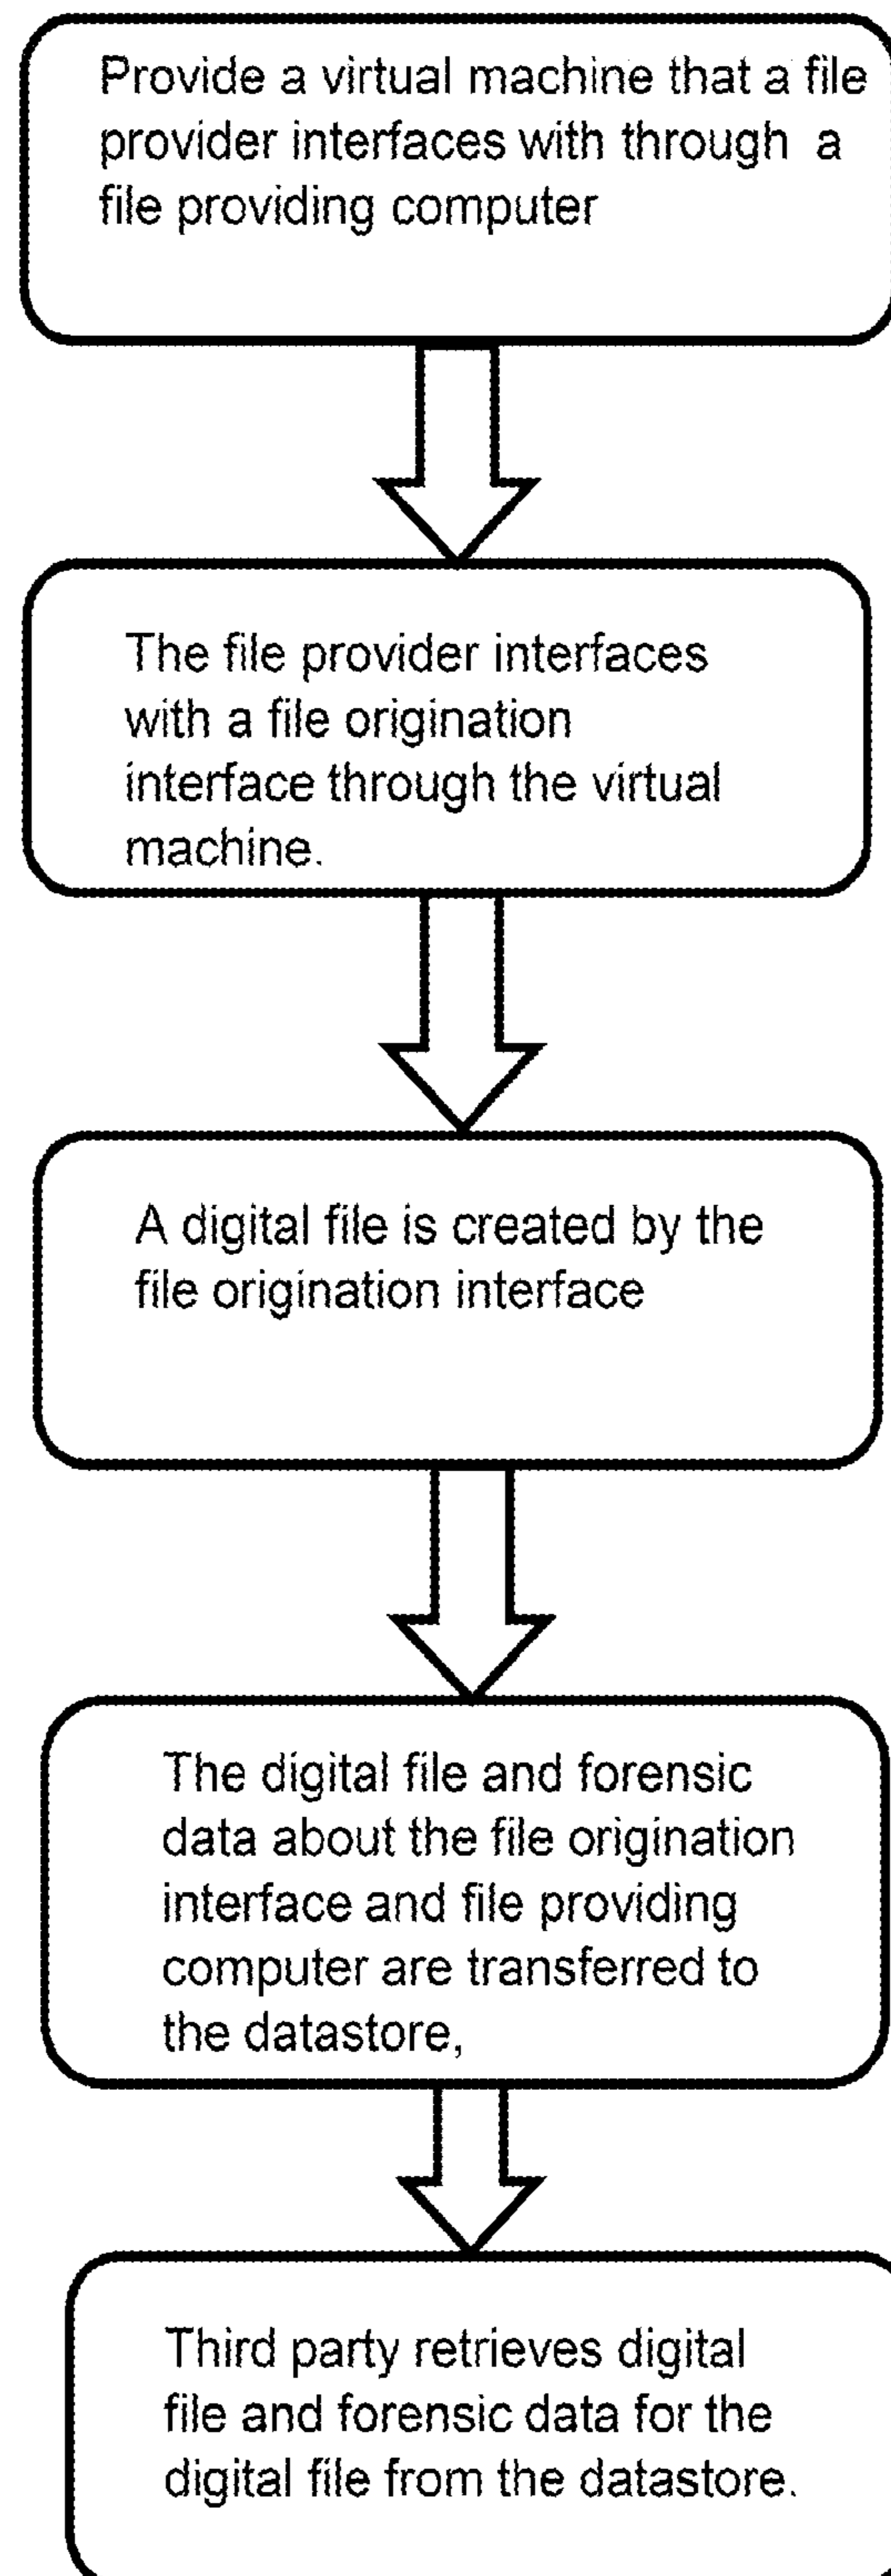 Provide a virtual machine that a file
provider interfaces with through a
file providing computer
The file provider interfaces
with a file origination
interface through the virtual
machine.
A digital file is created by the
file origination interface
The digital file and forensic
data about the file origination
interface and file providing
computer are transferred to
the datastore,
Third party retrieves digital
file and forensic data for the
digital file from the datastore.